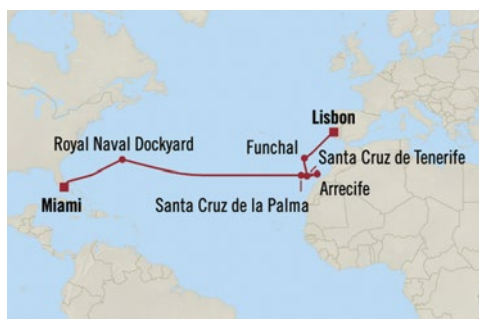 Lisbon
Royal Naval Dockyard
Funchal
Santa Cruz de Tenerife
Miami
Santa Cruz de la Palma
Arrecife